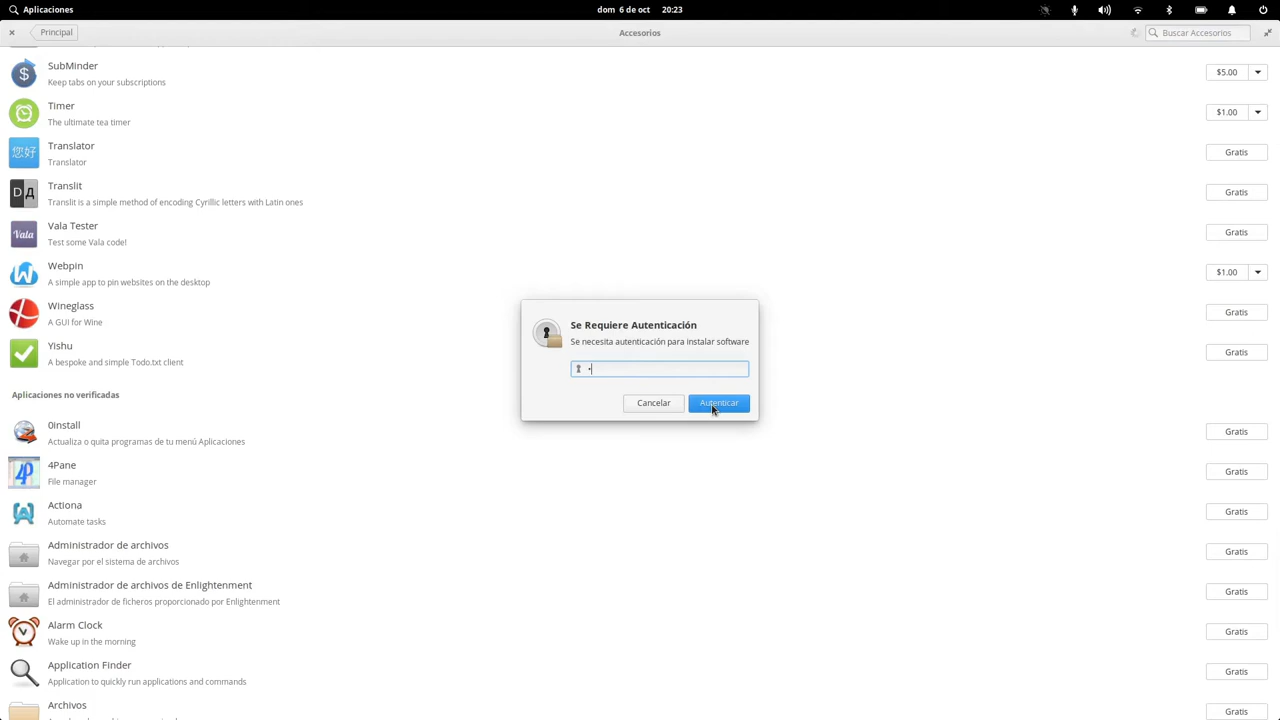 Aplicaciones
dom 6 de oct 20:23
Principal
Accesorios
Buscar Accesorios
SubMinder
Keep tabs on your subscriptions
$5.00
Timer
The ultimate tea timer
$1.00
您好
Translator
Translator
Gratis
DД
Translit
Translit is a simple method of encoding Cyrillic letters with Latin ones
Gratis
Vala
Vala Tester
Test some Vala code!
Gratis
Webpin
A simple app to pin websites on the desktop
$1.00
Wineglass
A GUI for Wine
Gratis
Yishu
A bespoke and simple Todo.txt client
Gratis
Se Requiere Autenticación
Se necesita autenticación para instalar software
Cancelar
Autenticar
Aplicaciones no verificadas
0install
Actualiza o quita programas de tu menú Aplicaciones
Gratis
4P
4Pane
File manager
Gratis
Actiona
Automate tasks
Gratis
Administrador de archivos
Navegar por el sistema de archivos
Gratis
Administrador de archivos de Enlightenment
El administrador de ficheros proporcionado por Enlightenment
Gratis
Alarm Clock
Wake up in the morning
Gratis
Application Finder
Application to quickly run applications and commands
Gratis
Archivos
Gratis